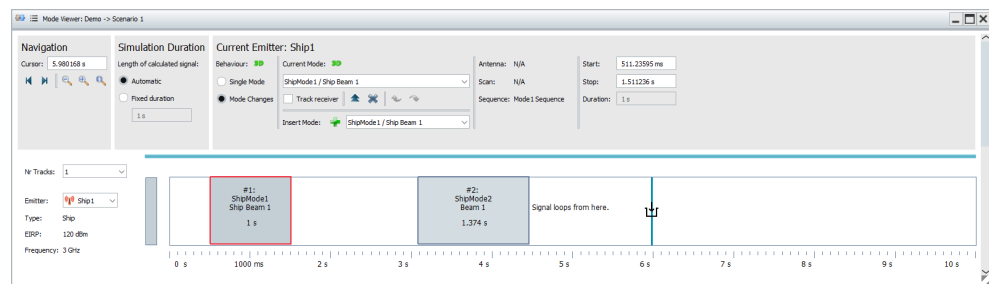 Mode Viewer: Demo -> Scenario 1
Navigation
Cursor: 5.980168 s
Simulation Duration
Length of calculated signal:
Automatic
Fixed duration
1 s
Current Emitter: Ship1
Behaviour:
Single Mode
Mode Changes
Current Mode:
ShipMode1 / Ship Beam 1
Track receiver
Insert Mode: ShipMode1 / Ship Beam 1
Antenna: N/A
Scan: N/A
Sequence: Mode1 Sequence
Start: 511.23595 ms
Stop: 1.511236 s
Duration: 1 s
Nr Tracks: 1
Emitter: Ship1
Type: Ship
EIRP: 120 dBm
Frequency: 3 GHz
#1:
ShipMode1
Ship Beam 1
1 s
#2:
ShipMode2
Beam 1
1.374 s
Signal loops from here.
0 s 1000 ms 2 s 3 s 4 s 5 s 6 s 7 s 8 s 9 s 10 s